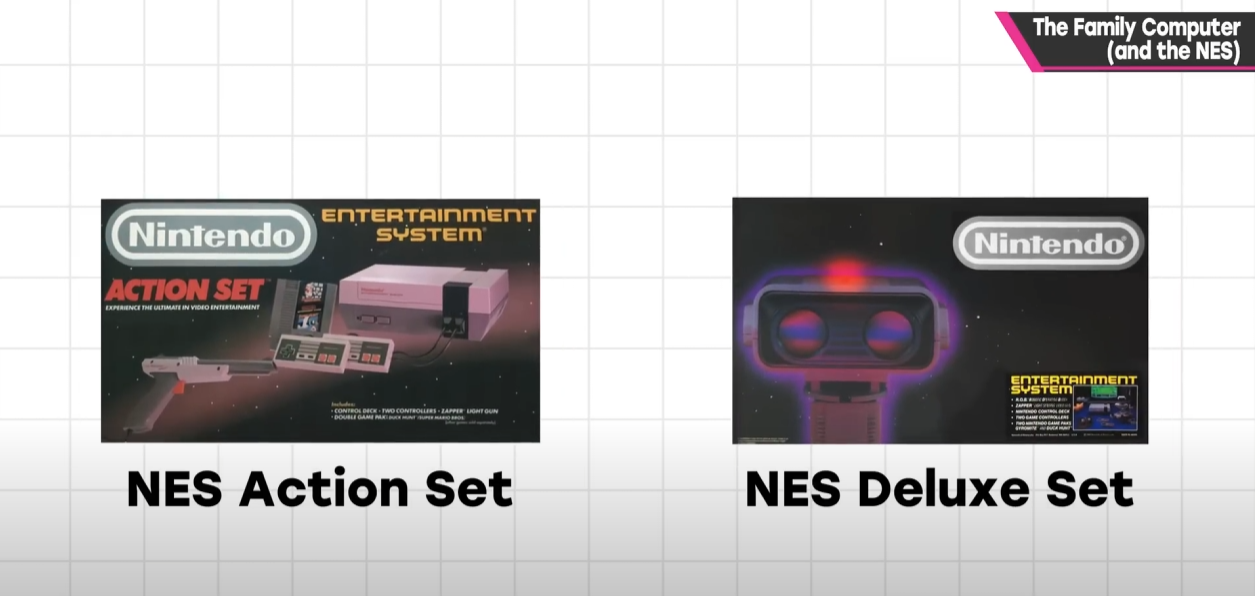 The Family Computer
(and the NES)
Nintendo
ENTERTAINMENT
SYSTEM
ACTION SET
EXPERIENCE THE ULTIMATE IN VIDEO ENTERTAINMENT
Includes:
• CONTROL DECK • TWO CONTROLLERS • ZAPPER LIGHT GUN
• DOUBLE GAME PAK: DUCK HUNT/SUPER MARIO BROS.
NES Action Set
Nintendo
ENTERTAINMENT
SYSTEM
• ZAPPER
• NINTENDO CONTROL DECK
• TWO GAME CONTROLLERS
• TWO NINTENDO GAME PAKS
GYROMITE AND DUCK HUNT
NES Deluxe Set